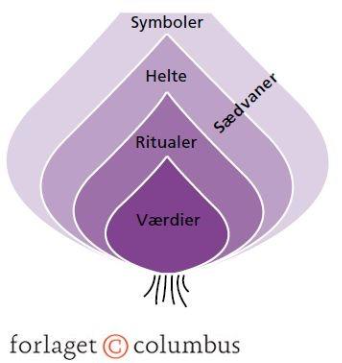 Symboler
Helte
Sædvaner
Ritualer
Værdier
forlaget © columbus